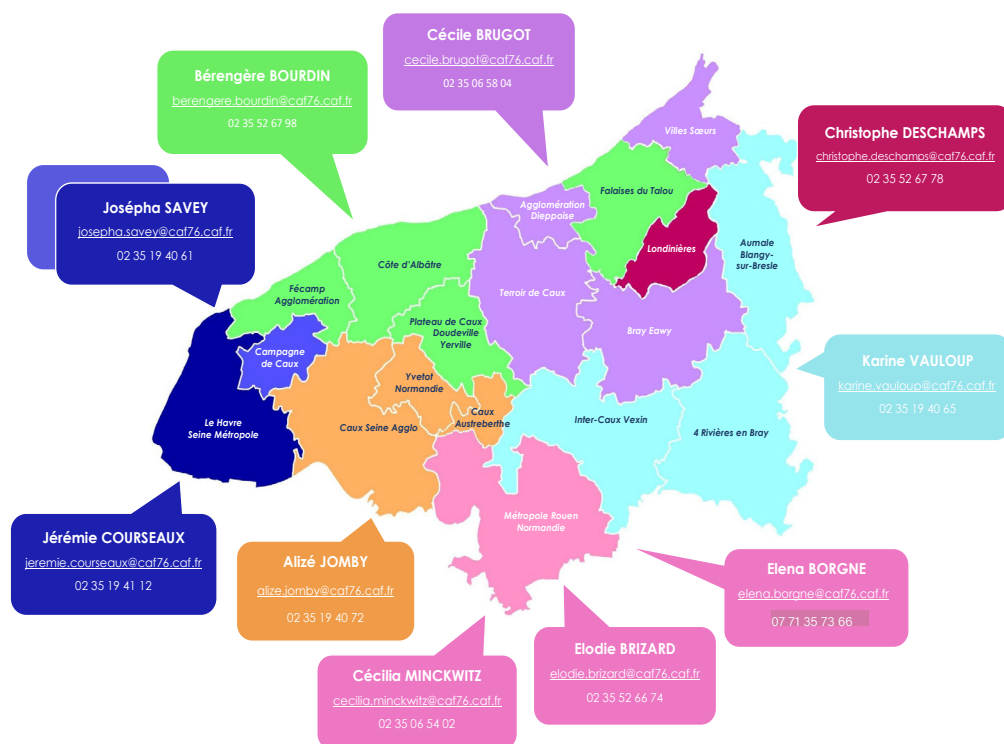 Cécile BRUGOT
cecile.brugot@caf76.caf.fr
02 35 06 58 04
Bérengère BOURDIN
berengere.bourdin@caf76.caf.fr
02 35 52 67 98
Christophe DESCHAMPS
christophe.deschamps@caf76.caf.fr
02 35 52 67 78
Josépha SAVEY
josepha.savey@caf76.caf.fr
02 35 19 40 61
Villes Sœurs
Falaises du Talou
Agglomération
Dieppoise
Londinières
Aumale
Blangy-
sur-Bresle
Côte d'Albâtre
Fécamp
Agglomération
Terroir de Caux
Plateau de Caux
Doudeville
Yerville
Bray Eawy
Campagne
de Caux
Yvetot
Normandie
Caux
Austreberthe
Le Havre
Seine Métropole
Caux Seine Agglo
Inter-Caux Vexin
4 Rivières en Bray
Métropole Rouen
Normandie
Karine VAULOUP
karine.vauloup@caf76.caf.fr
02 35 19 40 65
Jérémie COURSEAUX
jeremie.courseaux@caf76.caf.fr
02 35 19 41 12
Alizé JOMBY
alize.jomby@caf76.caf.fr
02 35 19 40 72
Elena BORGNE
elena.borgne@caf76.caf.fr
07 71 35 73 66
Elodie BRIZARD
elodie.brizard@caf76.caf.fr
02 35 52 66 74
Cécilia MINCKWITZ
cecilia.minckwitz@caf76.caf.fr
02 35 06 54 02